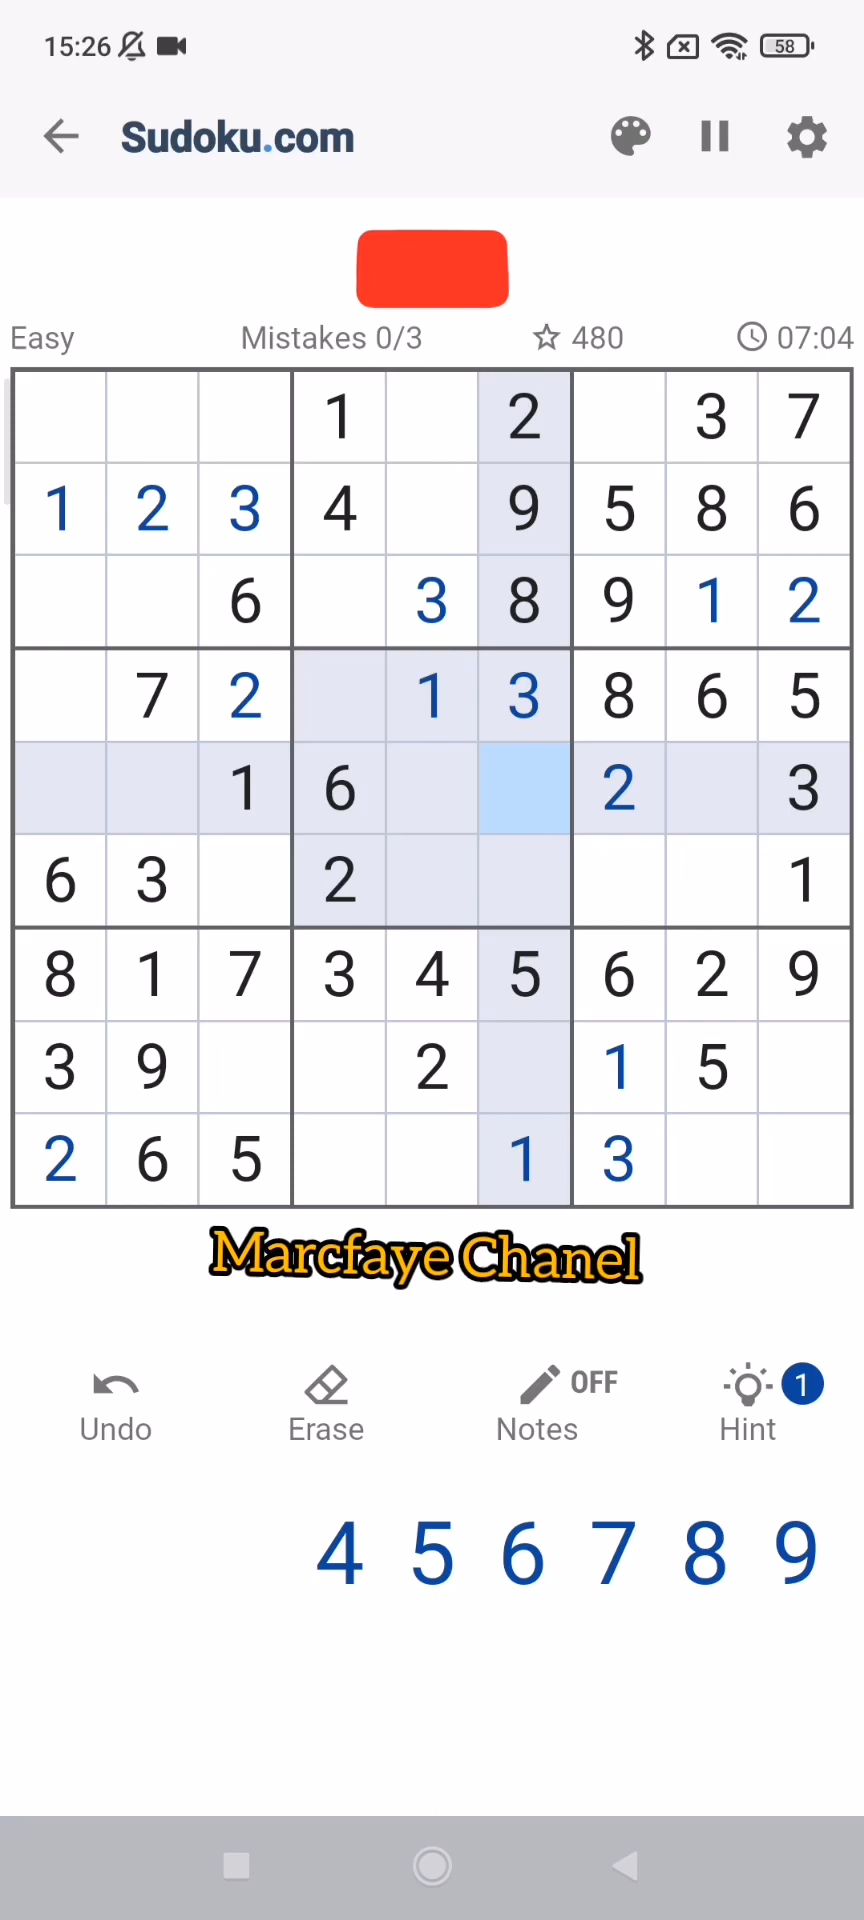 15:26 58
Sudoku.com
Easy Mistakes 0/3 480 07:04
1 2 3 7
1 2 3 4 9 5 8 6
6 3 8 9 1 2
7 2 1 3 8 6 5
1 6 2 3
6 3 2 1
8 1 7 3 4 5 6 2 9
3 9 2 1 5
2 6 5 1 3
Marcfaye Chanel
OFF 1
Undo Erase Notes Hint
4 5 6 7 8 9